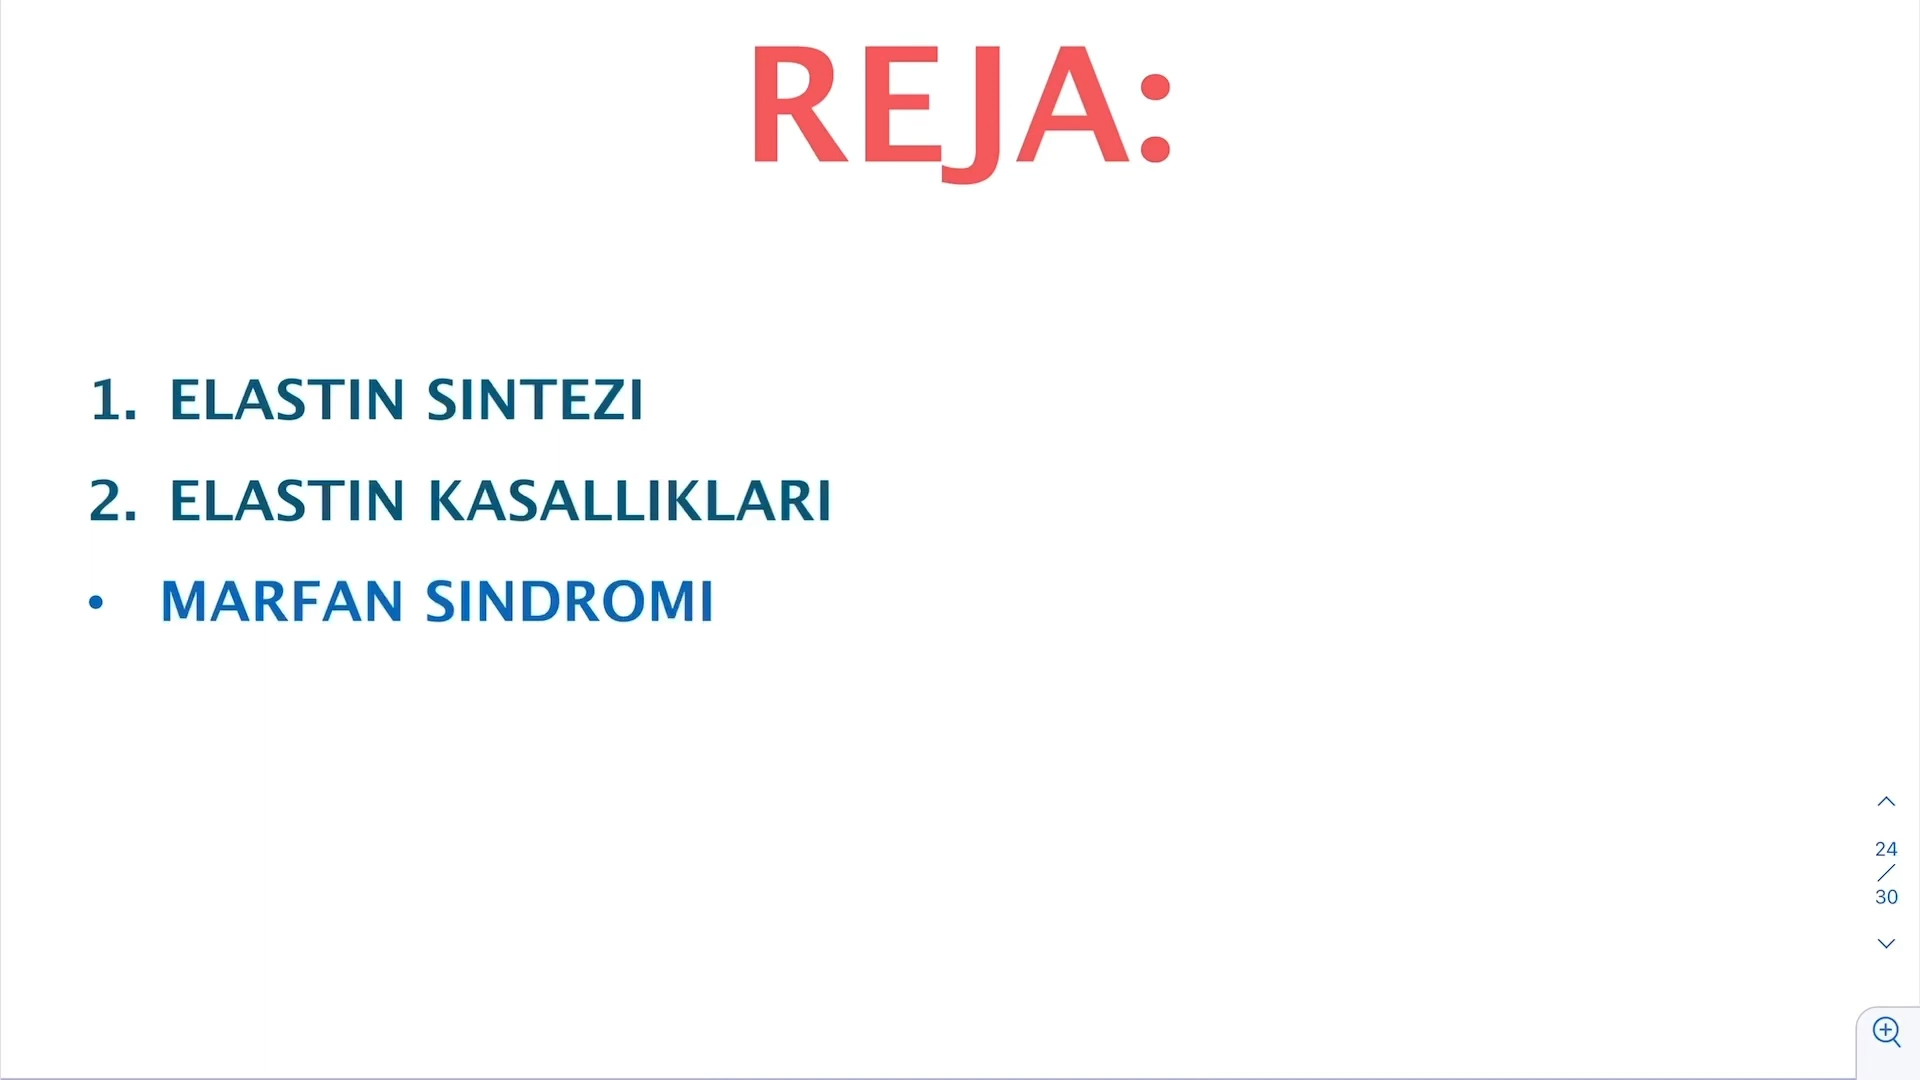 REJA:
1. ELASTIN SINTEZI
2. ELASTIN KASALLIKLARI
• MARFAN SINDROMI
24
/
30